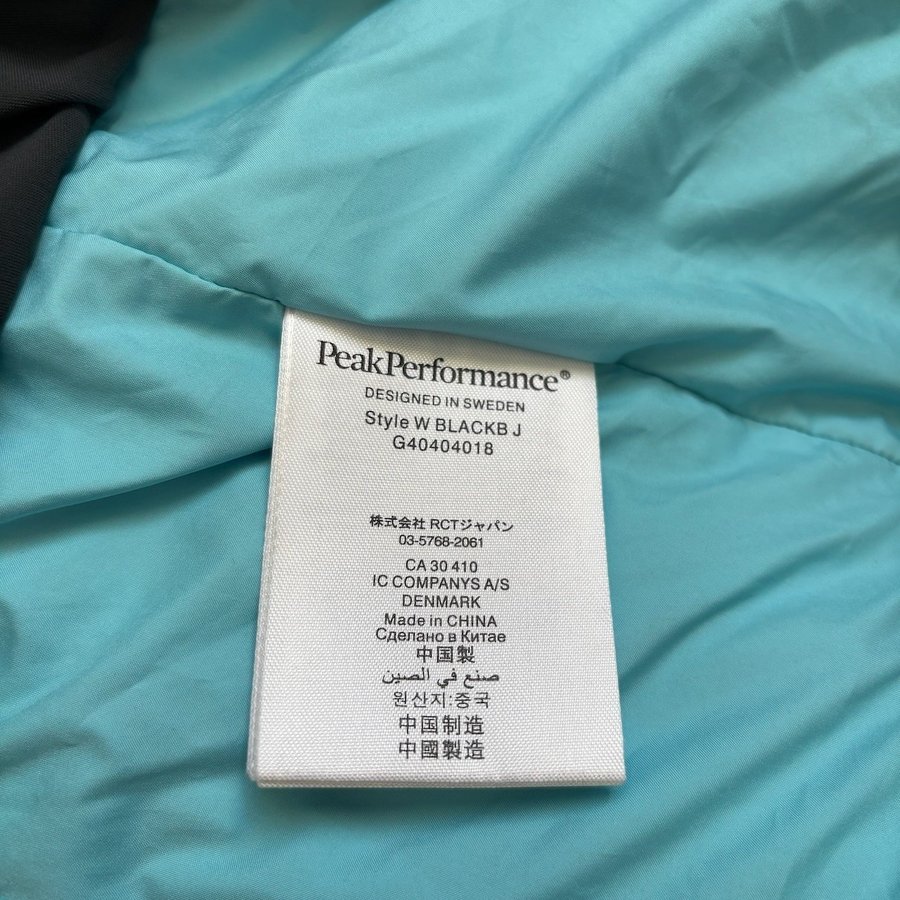 PeakPerformance®
DESIGNED IN SWEDEN
Style W BLACKB J
G40404018
株式会社 RCTジャパン
03-5768-2061
CA 30 410
IC COMPANYS A/S
DENMARK
Made in CHINA
Сделано в Китае
中国製
صنع في الصين
원산지:중국
中国制造
中國製造